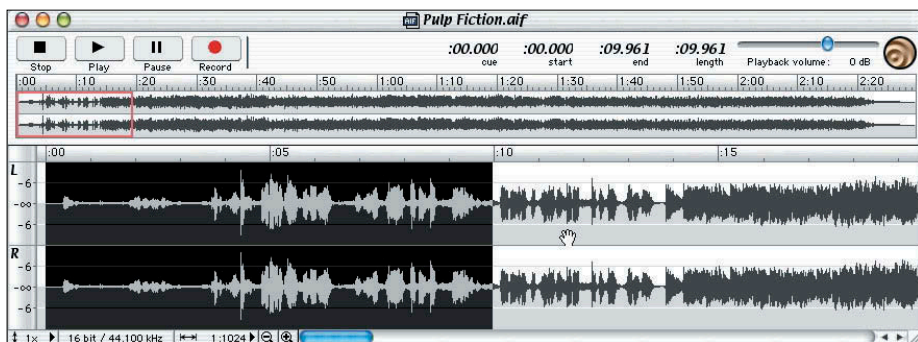 AIF Pulp Fiction.aif
:00.000 :00.000 :09.961 :09.961
Stop Play Pause Record cue start end length Playback volume: 0 dB
:00 :10 :20 :30 :40 :50 1:00 1:10 1:20 1:30 1:40 1:50 2:00 2:10 2:20
:00 :05 :10 :15
L
-6
-∞
-6
R
-6
-∞
-6
1x 16 bit / 44.100 kHz 1:1024